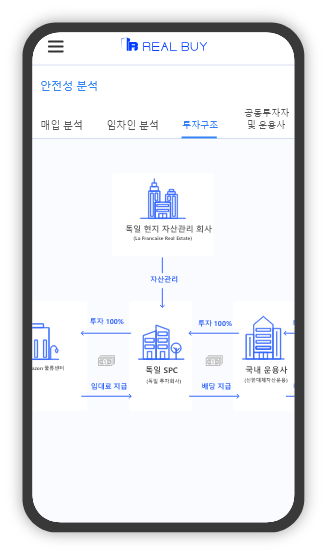 REAL BUY
안전성 분석
매입 분석
임차인 분석
투자구조
공동투자자
및 운용사
독일 현지 자산관리 회사
(La Francaise Real Estate)
자산관리
투자 100%
투자 100%
azon 물류센터
독일 SPC
(독일 투자회사)
국내 운용사
(신한대체자산운용)
임대료 지급
배당 지급